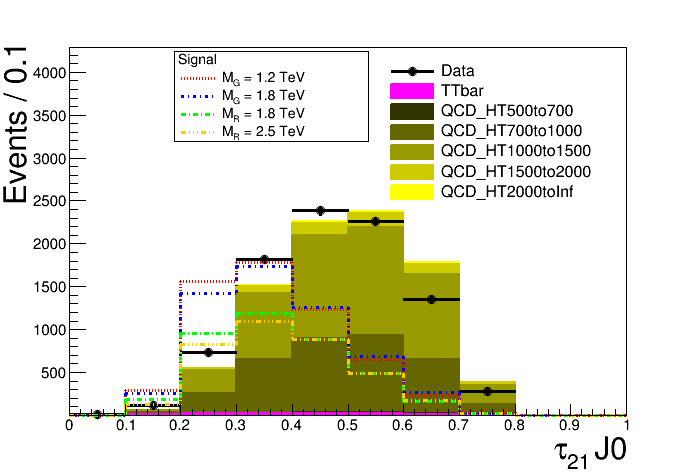 Events / 0.1
4000
3500
3000
2500
2000
1500
1000
500
Signal
M_G = 1.2 TeV
M_G = 1.8 TeV
M_R = 1.8 TeV
M_R = 2.5 TeV
Data
TTbar
QCD_HT500to700
QCD_HT700to1000
QCD_HT1000to1500
QCD_HT1500to2000
QCD_HT2000toInf
0 0.1 0.2 0.3 0.4 0.5 0.6 0.7 0.8 0.9 1
τ_21 J0